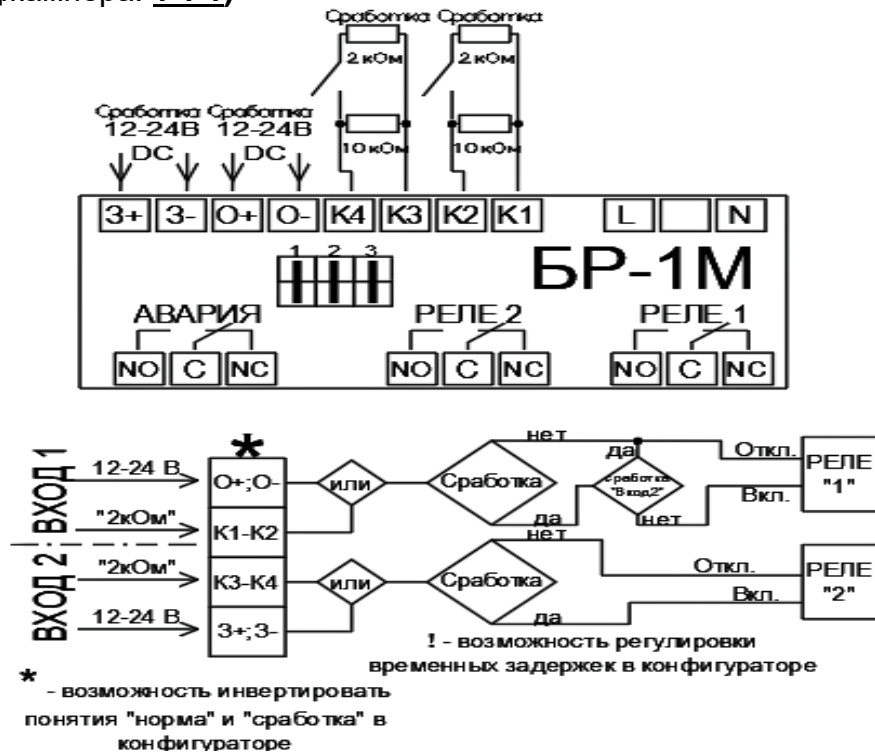 Сработка Сработка
2 кОм 2 кОм
Сработка Сработка
12-24В 12-24В
DC DC
10 кОм 10 кОм
З+ З- О+ О- К4 К3 К2 К1 L N
1 2 3
БР-1М
АВАРИЯ РЕЛЕ 2 РЕЛЕ 1
NO C NC NO C NC NO C NC
*
ВХОД 1
12-24 В
О+;О-
или
Сработка
нет
да
да
сработка
"Вход2"
нет
Откл.
Вкл.
РЕЛЕ
"1"
"2кОм"
К1-К2
ВХОД 2
"2кОм"
К3-К4
или
Сработка
нет
да
Откл.
Вкл.
РЕЛЕ
"2"
12-24 В
З+;З-
! - возможность регулировки
временных задержек в конфигураторе
*
- возможность инвертировать
понятия "норма" и "сработка" в
конфигураторе